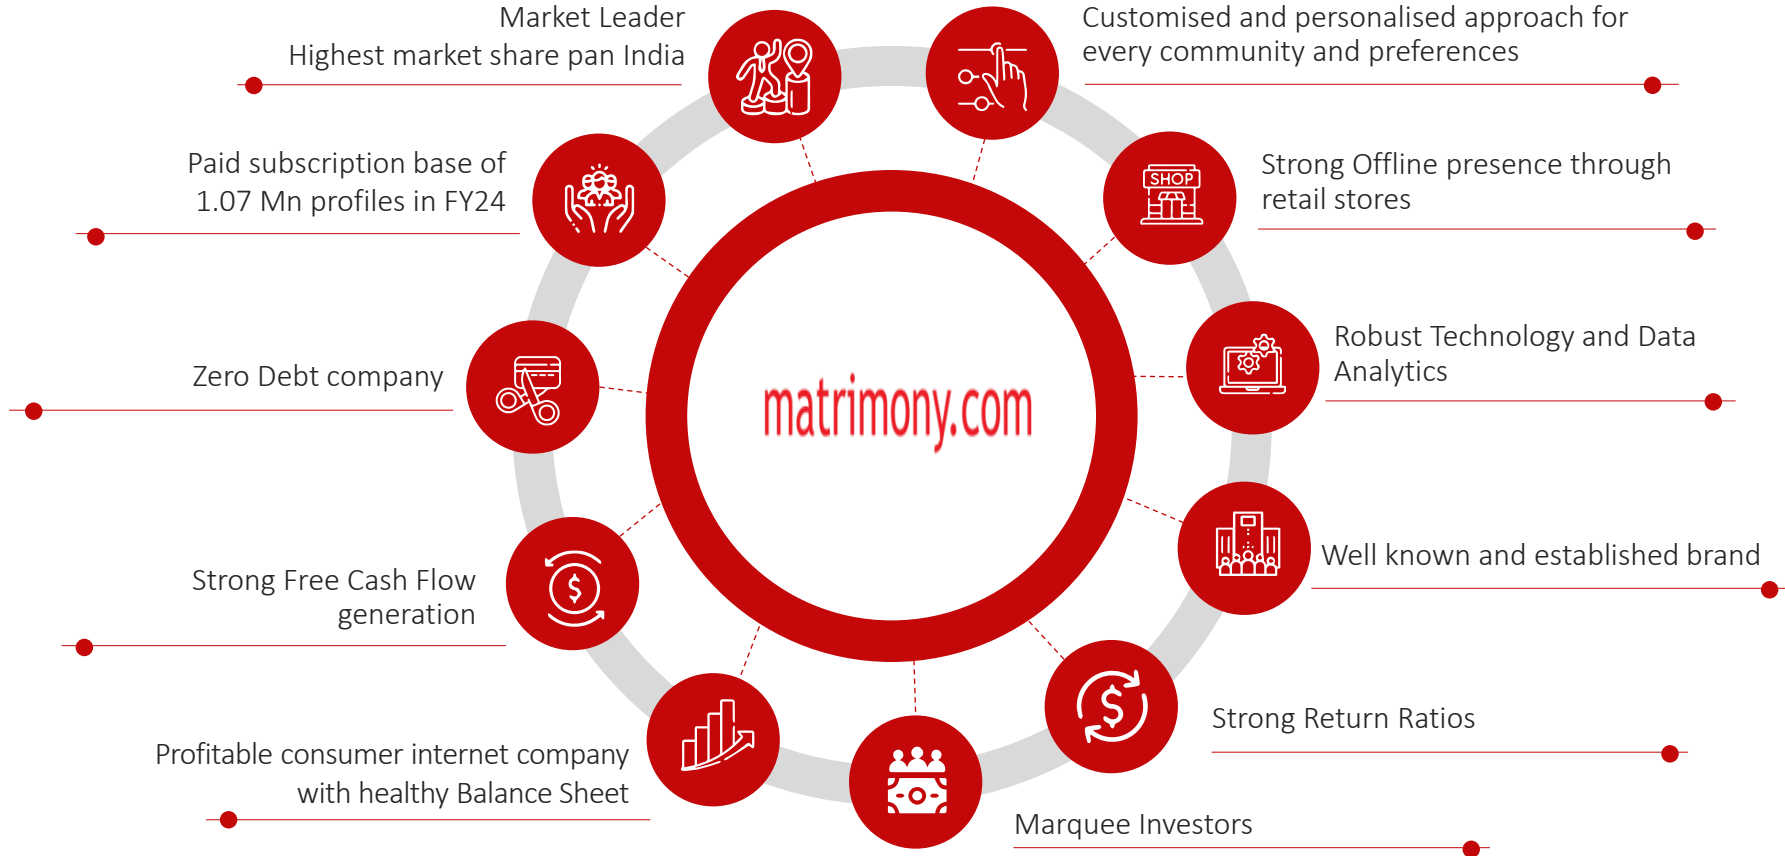 Market Leader
Highest market share pan India
Customised and personalised approach for
every community and preferences
Paid subscription base of
1.07 Mn profiles in FY24
SHOP
Strong Offline presence through
retail stores
Zero Debt company
matrimony.com
Robust Technology and Data
Analytics
Strong Free Cash Flow
generation
$
Well known and established brand
Profitable consumer internet company
with healthy Balance Sheet
$
Strong Return Ratios
Marquee Investors